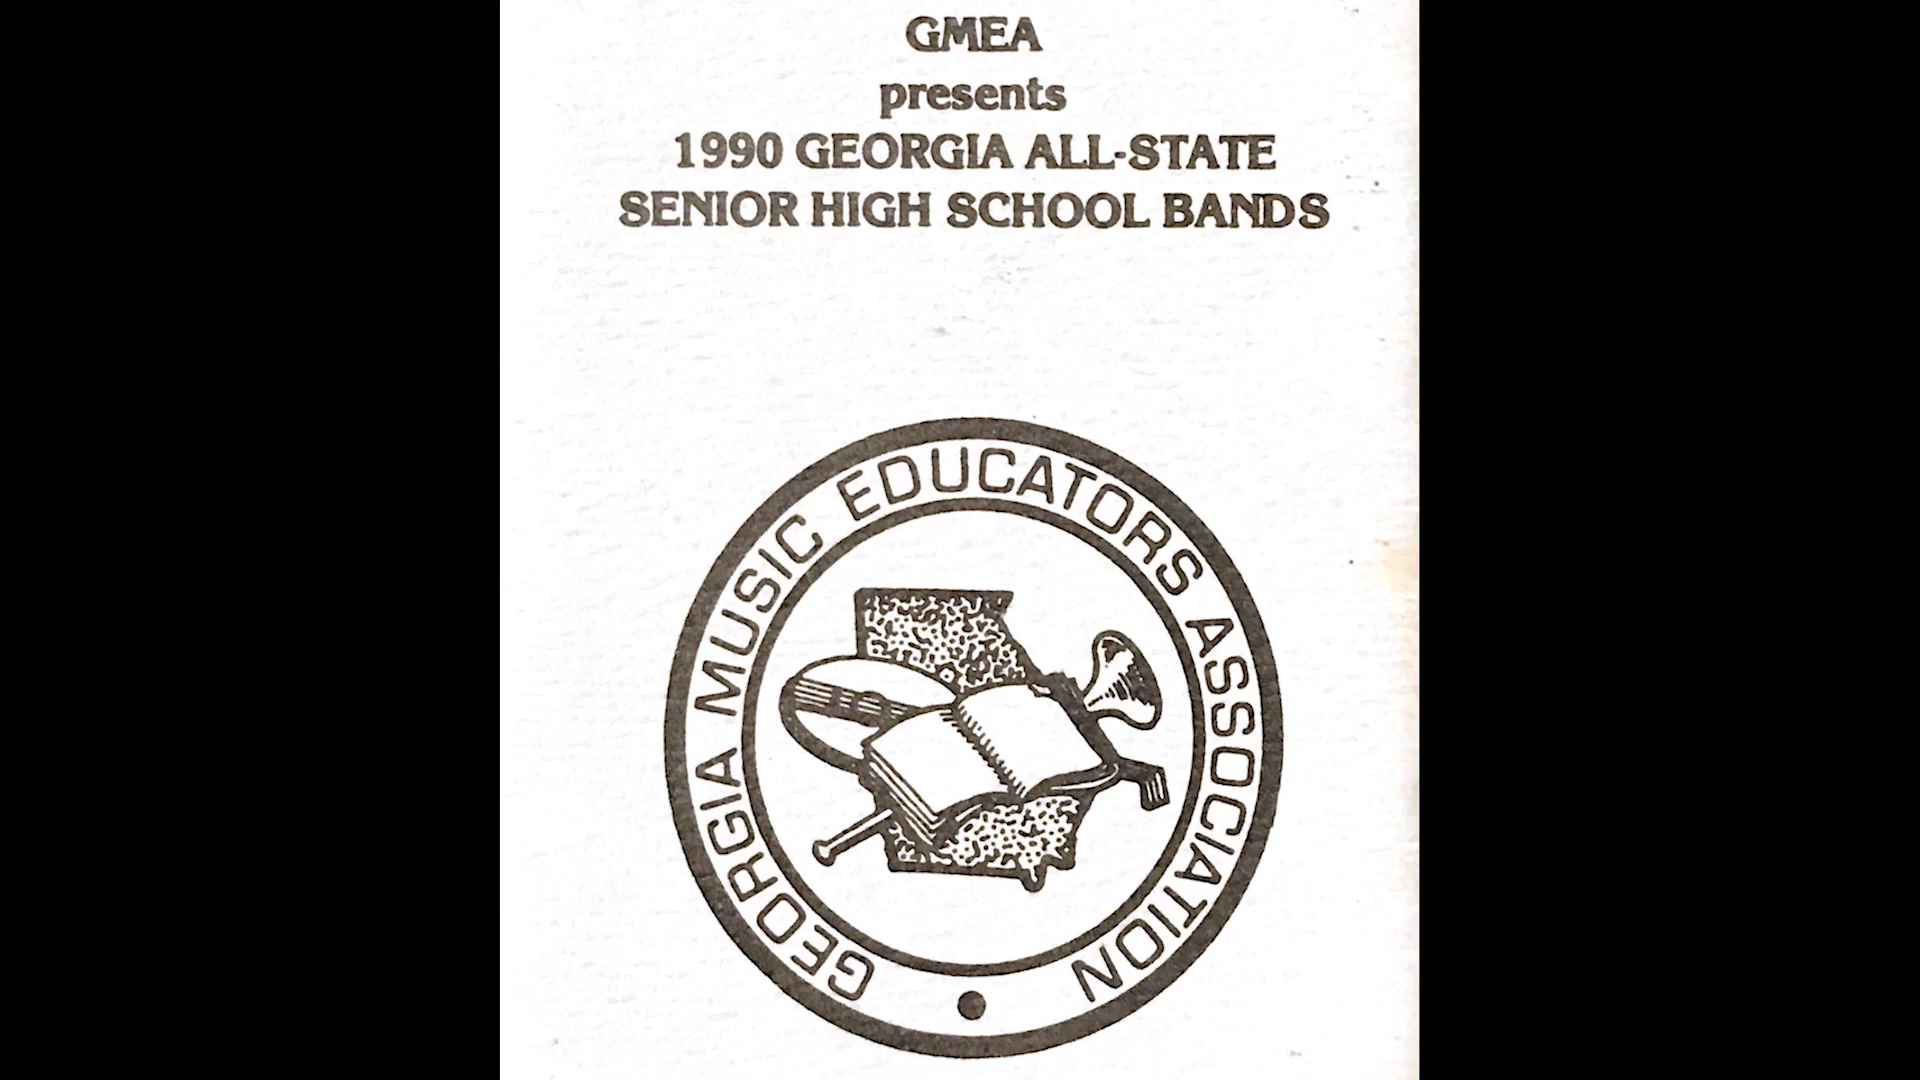 GMEA
presents
1990 GEORGIA ALL-STATE
SENIOR HIGH SCHOOL BANDS
GEORGIA MUSIC EDUCATORS ASSOCIATION